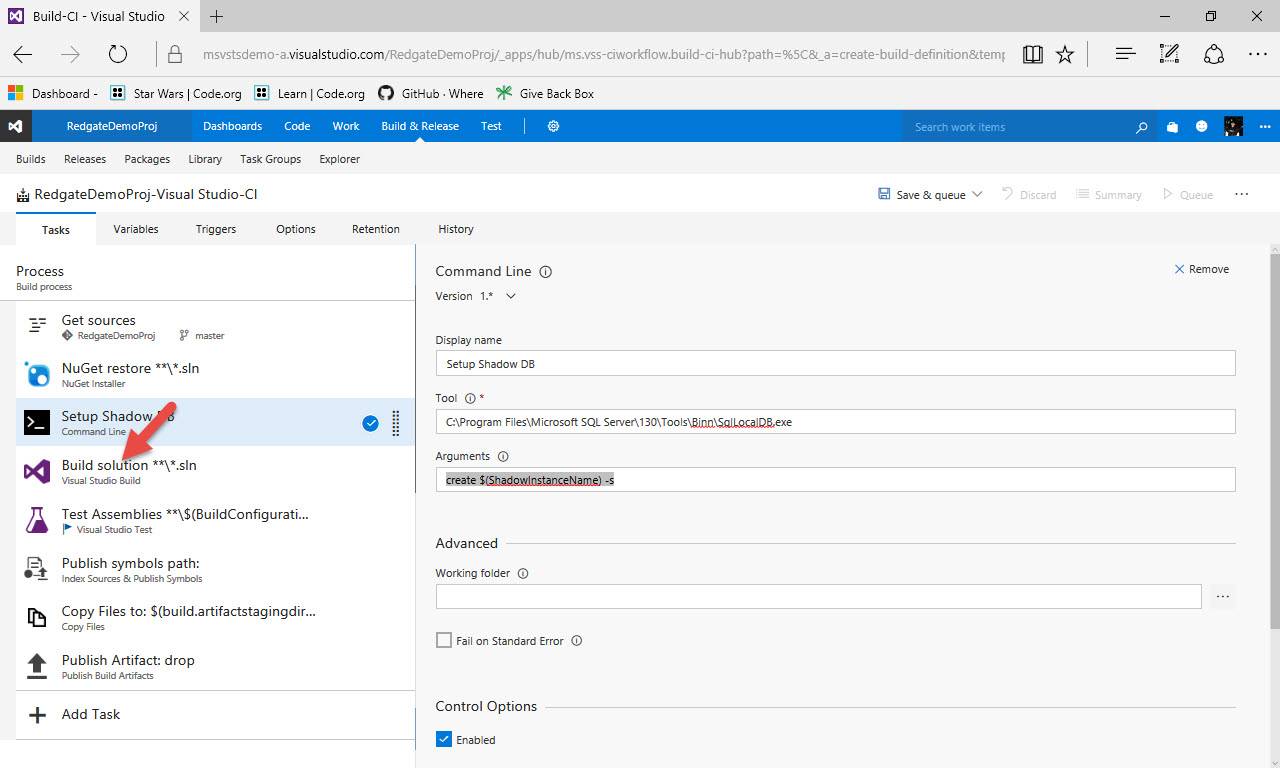 Build-CI - Visual Studio
msvstsdemo-a.visualstudio.com/RedgateDemoProj/_apps/hub/ms.vss-ciworkflow.build-ci-hub?path=%5C&_a=create-build-definition&temp
Dashboard - Star Wars | Code.org Learn | Code.org GitHub · Where Give Back Box
RedgateDemoProj Dashboards Code Work Build & Release Test Search work items
Builds Releases Packages Library Task Groups Explorer
RedgateDemoProj-Visual Studio-CI Save & queue Discard Summary Queue
Tasks Variables Triggers Options Retention History
Process
Build process
Get sources
RedgateDemoProj master
NuGet restore **\*.sln
NuGet Installer
Setup Shadow DB
Command Line
Build solution **\*.sln
Visual Studio Build
Test Assemblies **\$(BuildConfigurati...
Visual Studio Test
Publish symbols path:
Index Sources & Publish Symbols
Copy Files to: $(build.artifactstagingdir...
Copy Files
Publish Artifact: drop
Publish Build Artifacts
Add Task
Command Line
Remove
Version 1.*
Display name
Setup Shadow DB
Tool *
C:\Program Files\Microsoft SQL Server\130\Tools\Binn\SqlLocalDB.exe
Arguments
create $(ShadowInstanceName) -s
Advanced
Working folder
Fail on Standard Error
Control Options
Enabled